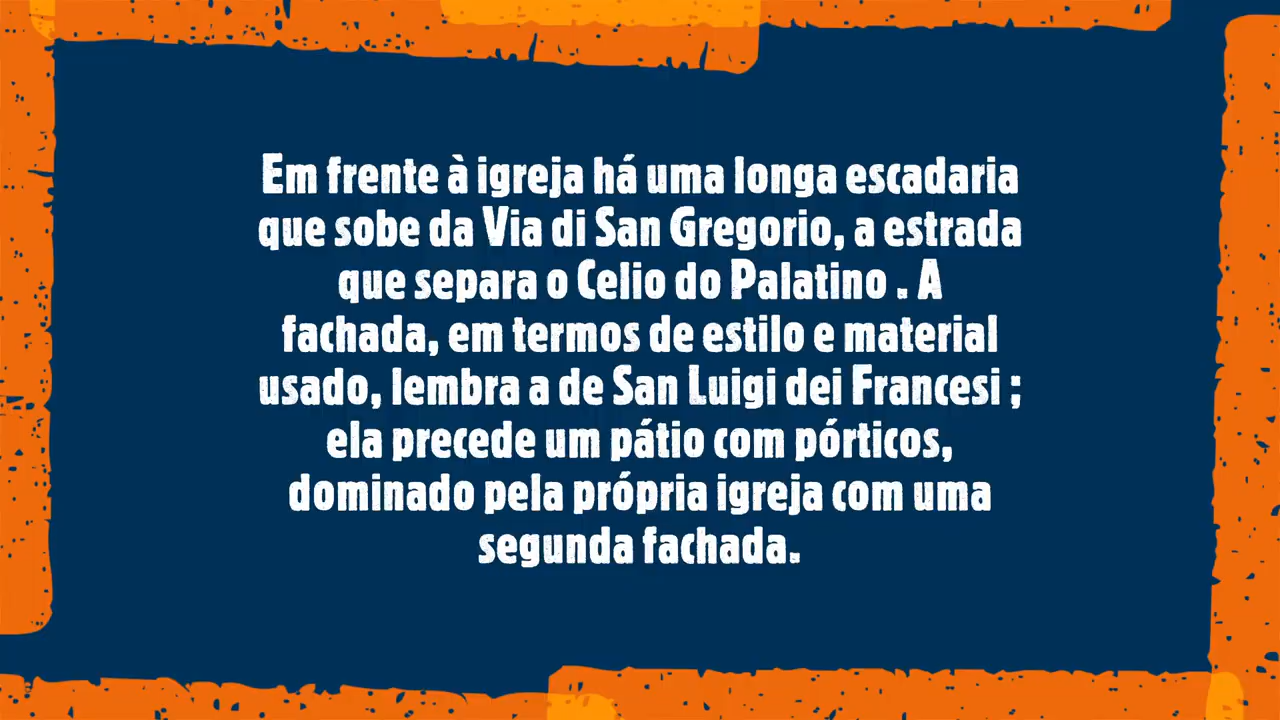 Em frente à igreja há uma longa escadaria
que sobe da Via di San Gregorio, a estrada
que separa o Celio do Palatino . A
fachada, em termos de estilo e material
usado, lembra a de San Luigi dei Francesi ;
ela precede um pátio com pórticos,
dominado pela própria igreja com uma
segunda fachada.